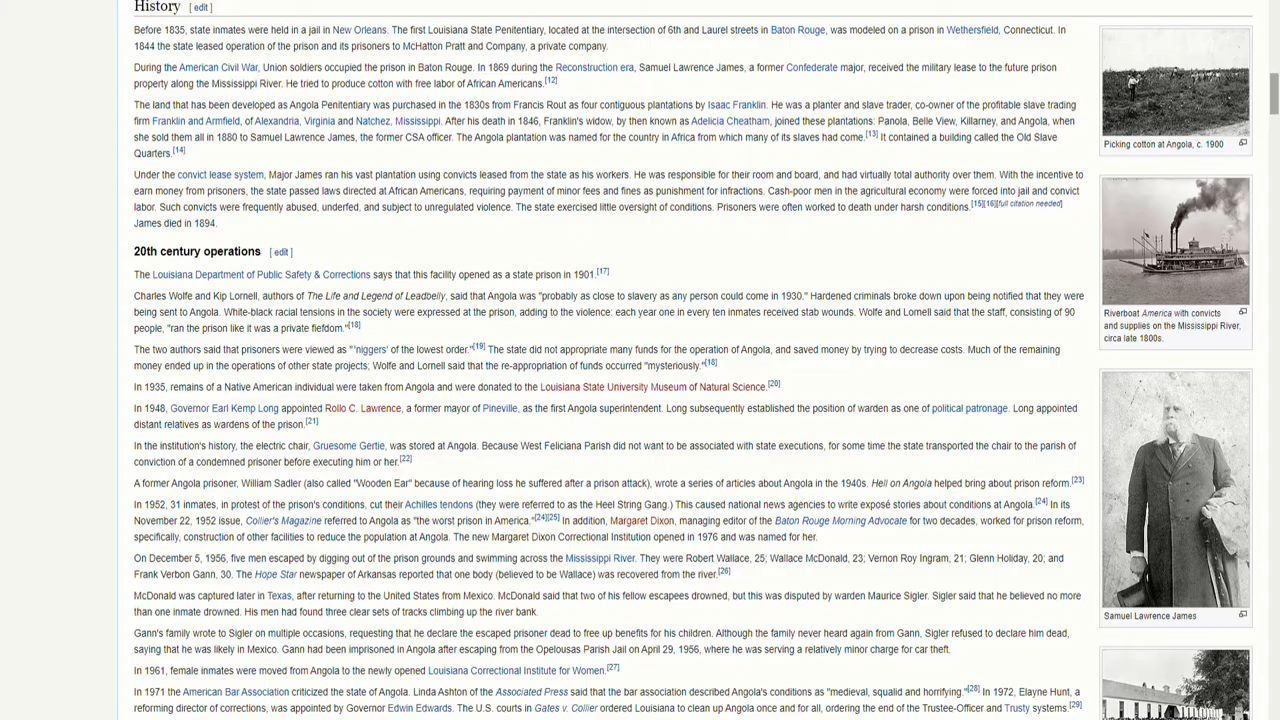 History [ edit ]
Before 1835, state inmates were held in a jail in New Orleans. The first Louisiana State Penitentiary, located at the intersection of 6th and Laurel streets in Baton Rouge, was modeled on a prison in Wethersfield, Connecticut. In
1844 the state leased operation of the prison and its prisoners to McHatton Pratt and Company, a private company.
During the American Civil War, Union soldiers occupied the prison in Baton Rouge. In 1869 during the Reconstruction era, Samuel Lawrence James, a former Confederate major, received the military lease to the future prison
property along the Mississippi River. He tried to produce cotton with free labor of African Americans.[12]
The land that has been developed as Angola Penitentiary was purchased in the 1830s from Francis Rout as four contiguous plantations by Isaac Franklin. He was a planter and slave trader, co-owner of the profitable slave trading
firm Franklin and Armfield, of Alexandria, Virginia and Natchez, Mississippi. After his death in 1846, Franklin's widow, by then known as Adelicia Cheatham, joined these plantations: Panola, Belle View, Killarney, and Angola, when
she sold them all in 1880 to Samuel Lawrence James, the former CSA officer. The Angola plantation was named for the country in Africa from which many of its slaves had come.[13] It contained a building called the Old Slave
Quarters.[14]
Under the convict lease system, Major James ran his vast plantation using convicts leased from the state as his workers. He was responsible for their room and board, and had virtually total authority over them. With the incentive to
earn money from prisoners, the state passed laws directed at African Americans, requiring payment of minor fees and fines as punishment for infractions. Cash-poor men in the agricultural economy were forced into jail and convict
labor. Such convicts were frequently abused, underfed, and subject to unregulated violence. The state exercised little oversight of conditions. Prisoners were often worked to death under harsh conditions.[15][16][full citation needed]
James died in 1894.
20th century operations [ edit ]
The Louisiana Department of Public Safety & Corrections says that this facility opened as a state prison in 1901.[17]
Charles Wolfe and Kip Lornell, authors of The Life and Legend of Leadbelly, said that Angola was "probably as close to slavery as any person could come in 1930." Hardened criminals broke down upon being notified that they were
being sent to Angola. White-black racial tensions in the society were expressed at the prison, adding to the violence: each year one in every ten inmates received stab wounds. Wolfe and Lornell said that the staff, consisting of 90
people, "ran the prison like it was a private fiefdom."[18]
The two authors said that prisoners were viewed as "'niggers' of the lowest order."[19] The state did not appropriate many funds for the operation of Angola, and saved money by trying to decrease costs. Much of the remaining
money ended up in the operations of other state projects; Wolfe and Lornell said that the re-appropriation of funds occurred "mysteriously."[18]
In 1935, remains of a Native American individual were taken from Angola and were donated to the Louisiana State University Museum of Natural Science.[20]
In 1948, Governor Earl Kemp Long appointed Rollo C. Lawrence, a former mayor of Pineville, as the first Angola superintendent. Long subsequently established the position of warden as one of political patronage. Long appointed
distant relatives as wardens of the prison.[21]
In the institution's history, the electric chair, Gruesome Gertie, was stored at Angola. Because West Feliciana Parish did not want to be associated with state executions, for some time the state transported the chair to the parish of
conviction of a condemned prisoner before executing him or her.[22]
A former Angola prisoner, William Sadler (also called "Wooden Ear" because of hearing loss he suffered after a prison attack), wrote a series of articles about Angola in the 1940s. Hell on Angola helped bring about prison reform.[23]
In 1952, 31 inmates, in protest of the prison's conditions, cut their Achilles tendons (they were referred to as the Heel String Gang.) This caused national news agencies to write exposé stories about conditions at Angola.[24] In its
November 22, 1952 issue, Collier's Magazine referred to Angola as "the worst prison in America."[24][25] In addition, Margaret Dixon, managing editor of the Baton Rouge Morning Advocate for two decades, worked for prison reform,
specifically, construction of other facilities to reduce the population at Angola. The new Margaret Dixon Correctional Institution opened in 1976 and was named for her.
On December 5, 1956, five men escaped by digging out of the prison grounds and swimming across the Mississippi River. They were Robert Wallace, 25; Wallace McDonald, 23; Vernon Roy Ingram, 21; Glenn Holiday, 20; and
Frank Verbon Gann, 30. The Hope Star newspaper of Arkansas reported that one body (believed to be Wallace) was recovered from the river.[26]
McDonald was captured later in Texas, after returning to the United States from Mexico. McDonald said that two of his fellow escapees drowned, but this was disputed by warden Maurice Sigler. Sigler said that he believed no more
than one inmate drowned. His men had found three clear sets of tracks climbing up the river bank.
Gann's family wrote to Sigler on multiple occasions, requesting that he declare the escaped prisoner dead to free up benefits for his children. Although the family never heard again from Gann, Sigler refused to declare him dead,
saying that he was likely in Mexico. Gann had been imprisoned in Angola after escaping from the Opelousas Parish Jail on April 29, 1956, where he was serving a relatively minor charge for car theft.
In 1961, female inmates were moved from Angola to the newly opened Louisiana Correctional Institute for Women.[27]
In 1971 the American Bar Association criticized the state of Angola. Linda Ashton of the Associated Press said that the bar association described Angola's conditions as "medieval, squalid and horrifying."[28] In 1972, Elayne Hunt, a
reforming director of corrections, was appointed by Governor Edwin Edwards. The U.S. courts in Gates v. Collier ordered Louisiana to clean up Angola once and for all, ordering the end of the Trustee-Officer and Trusty systems.[29]
Picking cotton at Angola, c. 1900
Riverboat America with convicts
and supplies on the Mississippi River,
circa late 1800s.
Samuel Lawrence James